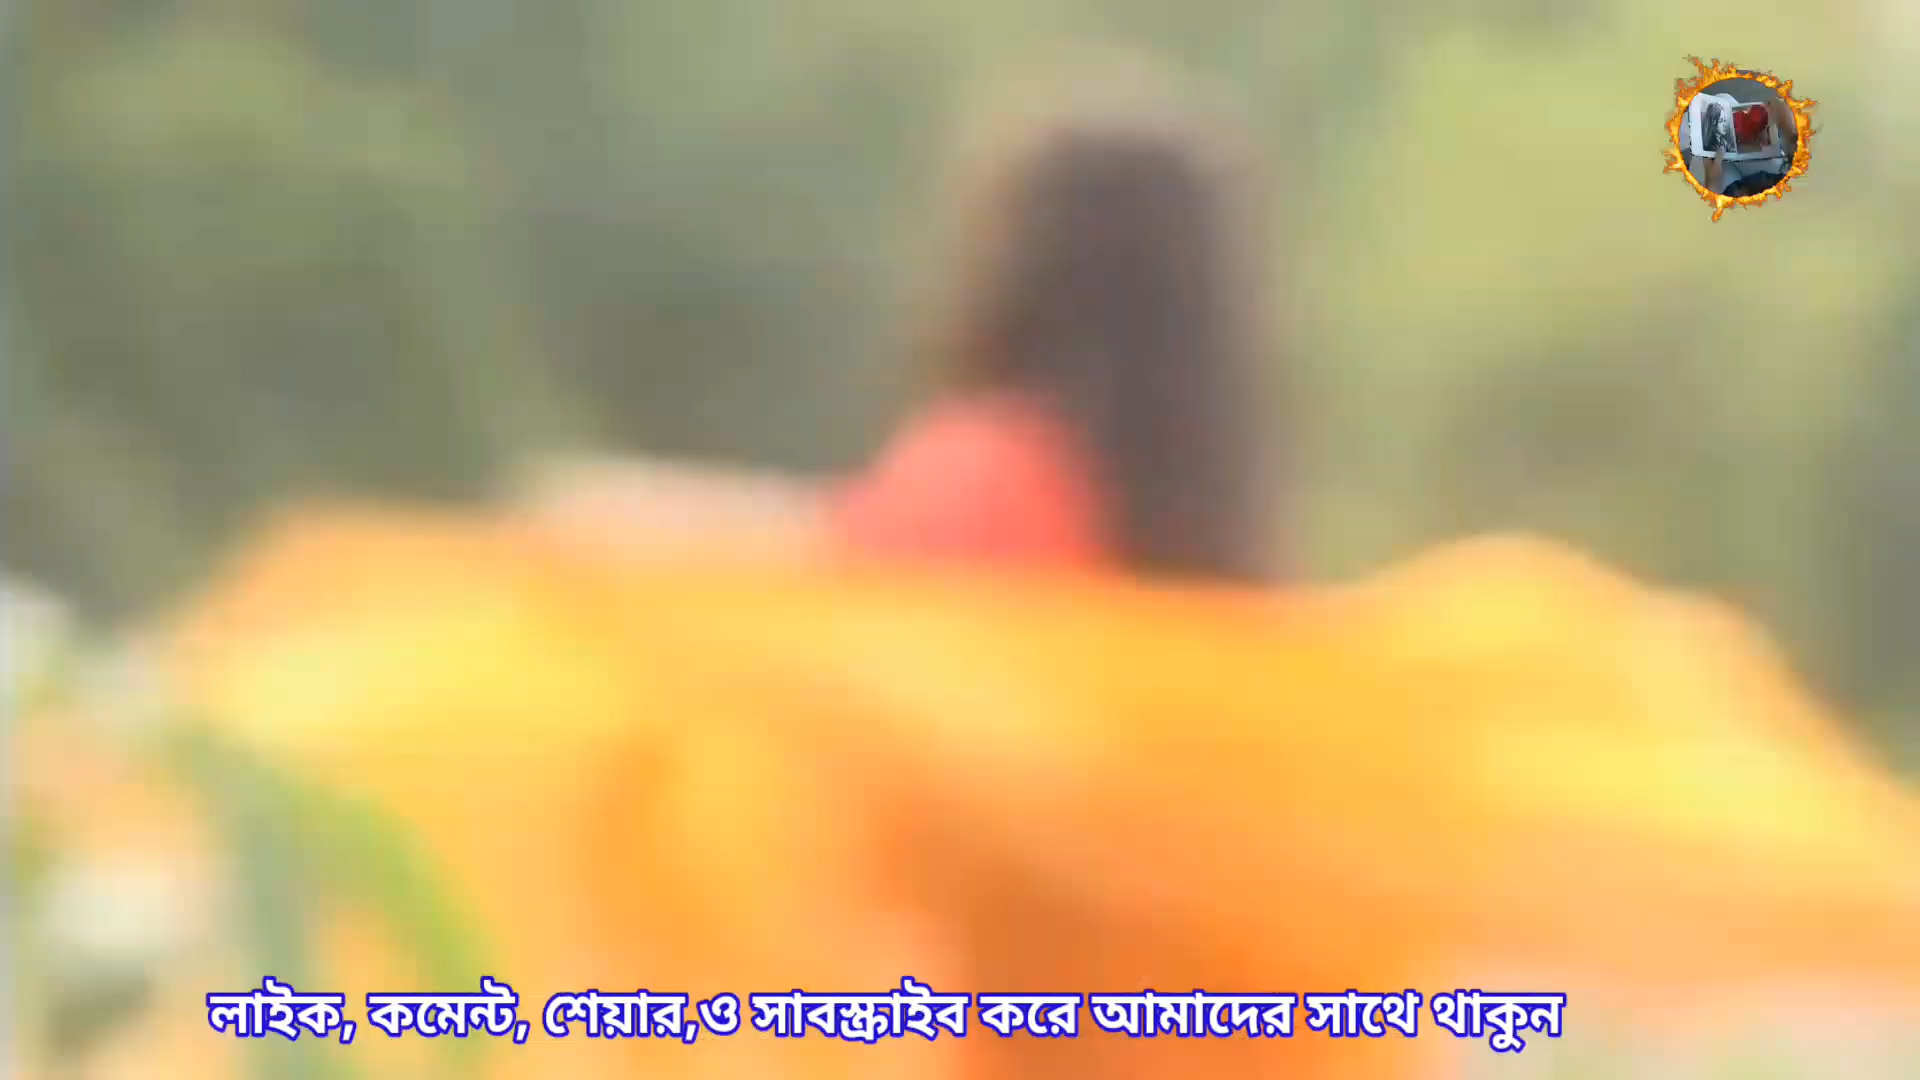 লাইক, কমেন্ট, শেয়ার,ও সাবস্ক্রাইব করে আমাদের সাথে থাকুন